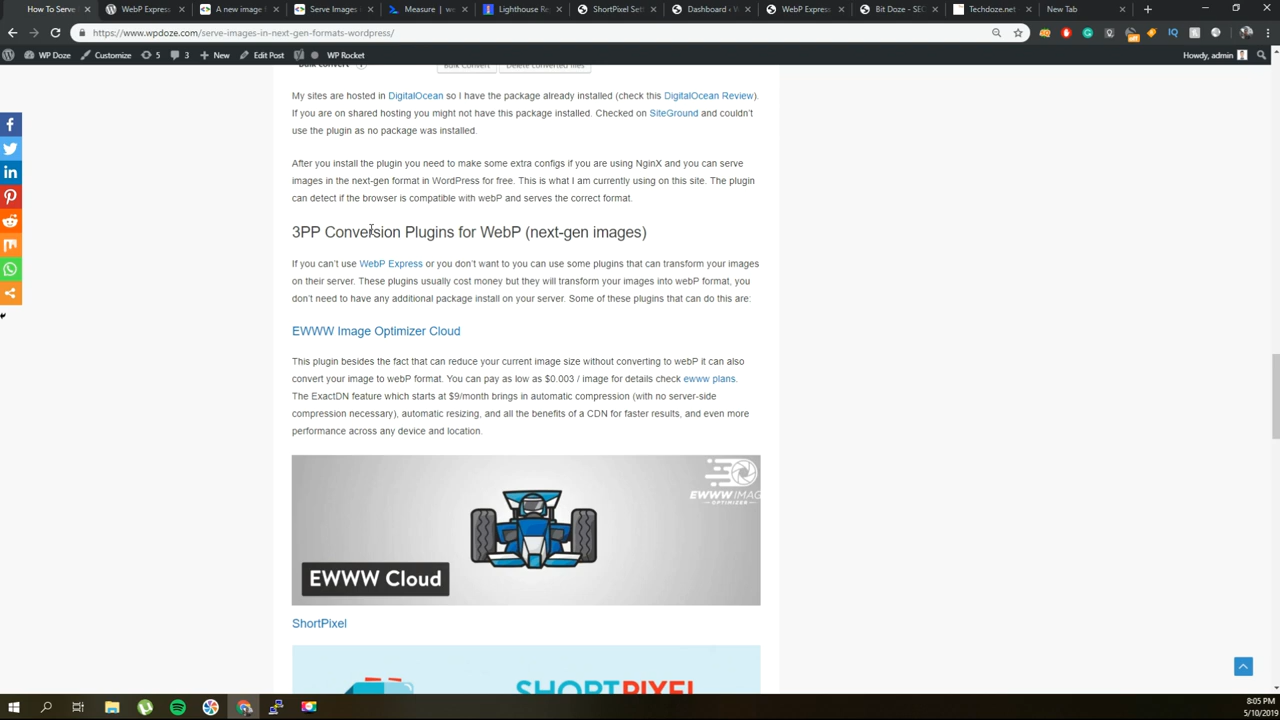 How To Serve
WebP Express
A new image
Serve Images
Measure | we
Lighthouse Re
ShortPixel Set
Dashboard ‹ W
WebP Express
Bit Doze - SEO
Techdoze.net
New Tab
https://www.wpdoze.com/serve-images-in-next-gen-formats-wordpress/
WP Doze
Customize
5
3
New
Edit Post
WP Rocket
Howdy, admin
Bulk Convert
Bulk Convert
Delete converted files
My sites are hosted in DigitalOcean so I have the package already installed (check this DigitalOcean Review).
If you are on shared hosting you might not have this package installed. Checked on SiteGround and couldn't
use the plugin as no package was installed.
After you install the plugin you need to make some extra configs if you are using NginX and you can serve
images in the next-gen format in WordPress for free. This is what I am currently using on this site. The plugin
can detect if the browser is compatible with webP and serves the correct format.
3PP Conversion Plugins for WebP (next-gen images)
If you can't use WebP Express or you don't want to you can use some plugins that can transform your images
on their server. These plugins usually cost money but they will transform your images into webP format, you
don't need to have any additional package install on your server. Some of these plugins that can do this are:
EWWW Image Optimizer Cloud
This plugin besides the fact that can reduce your current image size without converting to webP it can also
convert your image to webP format. You can pay as low as $0.003 / image for details check ewww plans.
The ExactDN feature which starts at $9/month brings in automatic compression (with no server-side
compression necessary), automatic resizing, and all the benefits of a CDN for faster results, and even more
performance across any device and location.
EWWW IMAG
OPTIMIZER
EWWW Cloud
ShortPixel
SHORTPIXEL
8:05 PM
5/10/2019